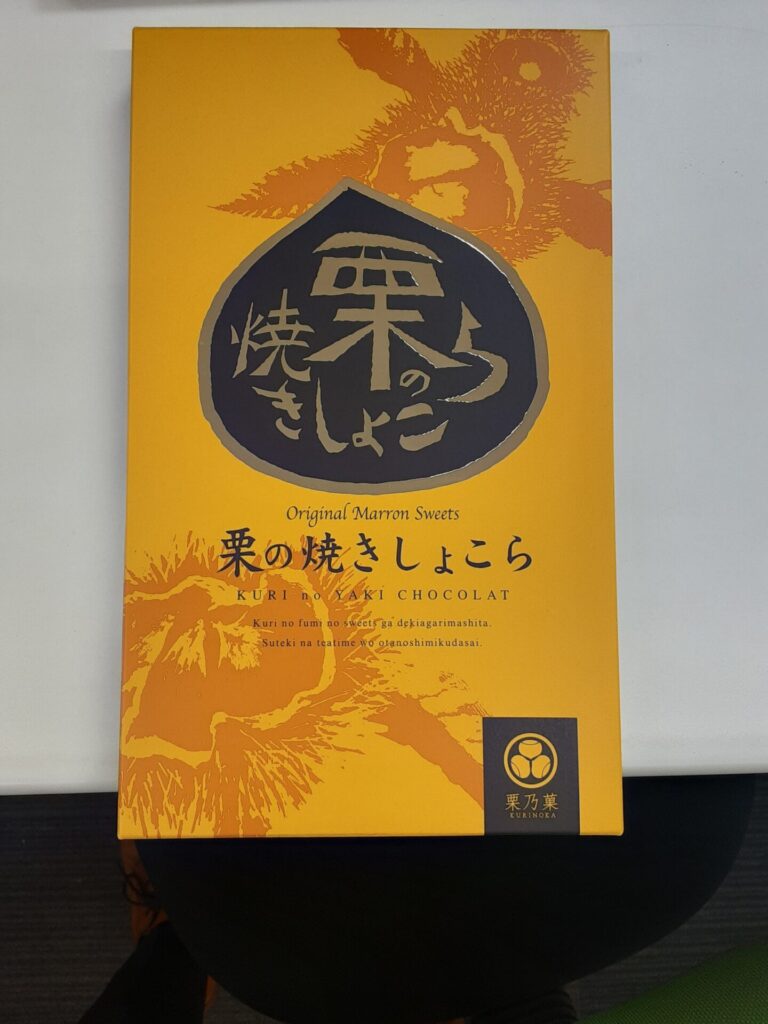 栗の
焼きしょこら
Original Marron Sweets
栗の焼きしょこら
KURI no YAKI CHOCOLAT
Kuri no fumi no sweets ga dekiagarimashita.
Suteki na teatime wo otanoshimikudasai.
栗乃菓
KURINOKA